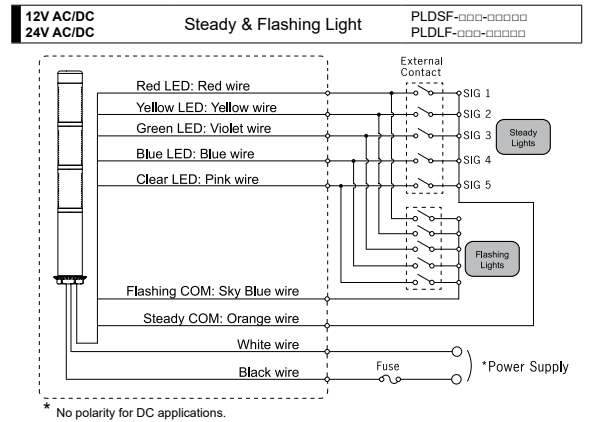 12V AC/DC
24V AC/DC
Steady & Flashing Light
PLDSF-□□□-□□□□□
PLDLF-□□□-□□□□□
External
Contact
Red LED: Red wire
SIG 1
Yellow LED: Yellow wire
SIG 2
Green LED: Violet wire
SIG 3
Steady
Lights
Blue LED: Blue wire
SIG 4
Clear LED: Pink wire
SIG 5
Flashing
Lights
Flashing COM: Sky Blue wire
Steady COM: Orange wire
White wire
Black wire
Fuse
*Power Supply
* No polarity for DC applications.